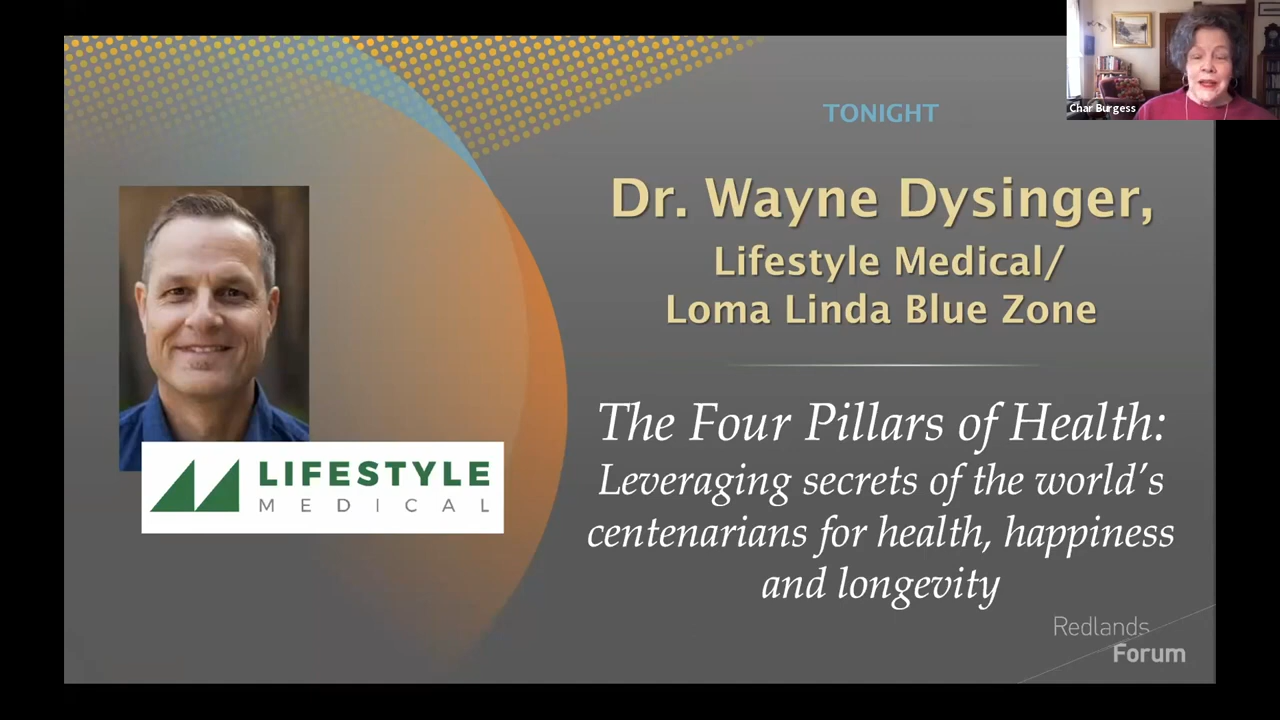 Char Burgess
TONIGHT
Dr. Wayne Dysinger,
Lifestyle Medical/
Loma Linda Blue Zone
The Four Pillars of Health:
Leveraging secrets of the world's
centenarians for health, happiness
and longevity
LIFESTYLE
MEDICAL
Redlands
Forum